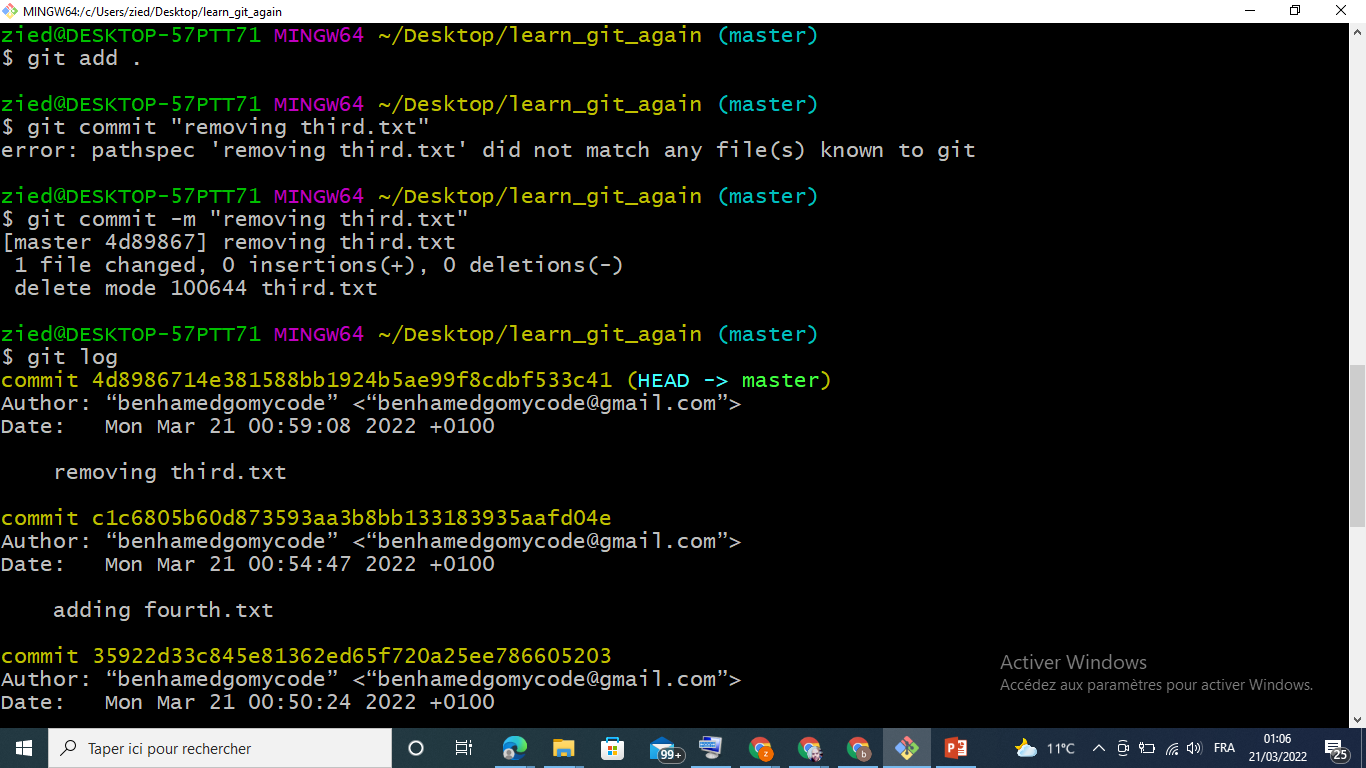 MINGW64:/c/Users/zied/Desktop/learn_git_again
zied@DESKTOP-57PTT71 MINGW64 ~/Desktop/learn_git_again (master)
$ git add .
zied@DESKTOP-57PTT71 MINGW64 ~/Desktop/learn_git_again (master)
$ git commit "removing third.txt"
error: pathspec 'removing third.txt' did not match any file(s) known to git
zied@DESKTOP-57PTT71 MINGW64 ~/Desktop/learn_git_again (master)
$ git commit -m "removing third.txt"
[master 4d89867] removing third.txt
 1 file changed, 0 insertions(+), 0 deletions(-)
 delete mode 100644 third.txt
zied@DESKTOP-57PTT71 MINGW64 ~/Desktop/learn_git_again (master)
$ git log
commit 4d8986714e381588bb1924b5ae99f8cdbf533c41 (HEAD -> master)
Author: “benhamedgomycode” <“benhamedgomycode@gmail.com”>
Date:   Mon Mar 21 00:59:08 2022 +0100
    removing third.txt
commit c1c6805b60d873593aa3b8bb133183935aafd04e
Author: “benhamedgomycode” <“benhamedgomycode@gmail.com”>
Date:   Mon Mar 21 00:54:47 2022 +0100
    adding fourth.txt
commit 35922d33c845e81362ed65f720a25ee786605203
Author: “benhamedgomycode” <“benhamedgomycode@gmail.com”>
Date:   Mon Mar 21 00:50:24 2022 +0100
Activer Windows
Accédez aux paramètres pour activer Windows.
Taper ici pour rechercher
99+
z
b
11°C
FRA
01:06
21/03/2022
25